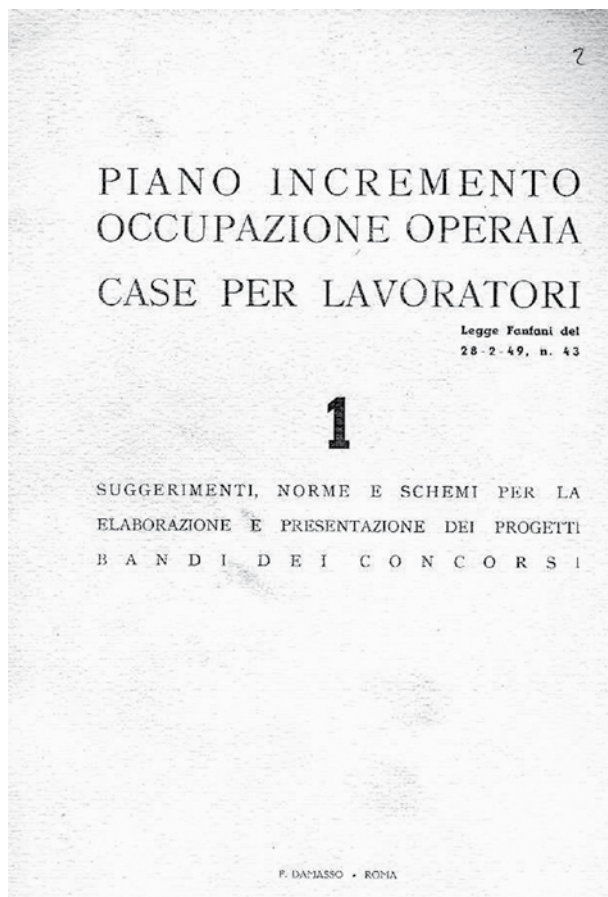 2
PIANO INCREMENTO
OCCUPAZIONE OPERAIA
CASE PER LAVORATORI
Legge Fanfani del
28-2-49, n. 43
1
SUGGERIMENTI, NORME E SCHEMI PER LA
ELABORAZIONE E PRESENTAZIONE DEI PROGETTI
BANDI DEI CONCORSI
F. DAMASSO - ROMA